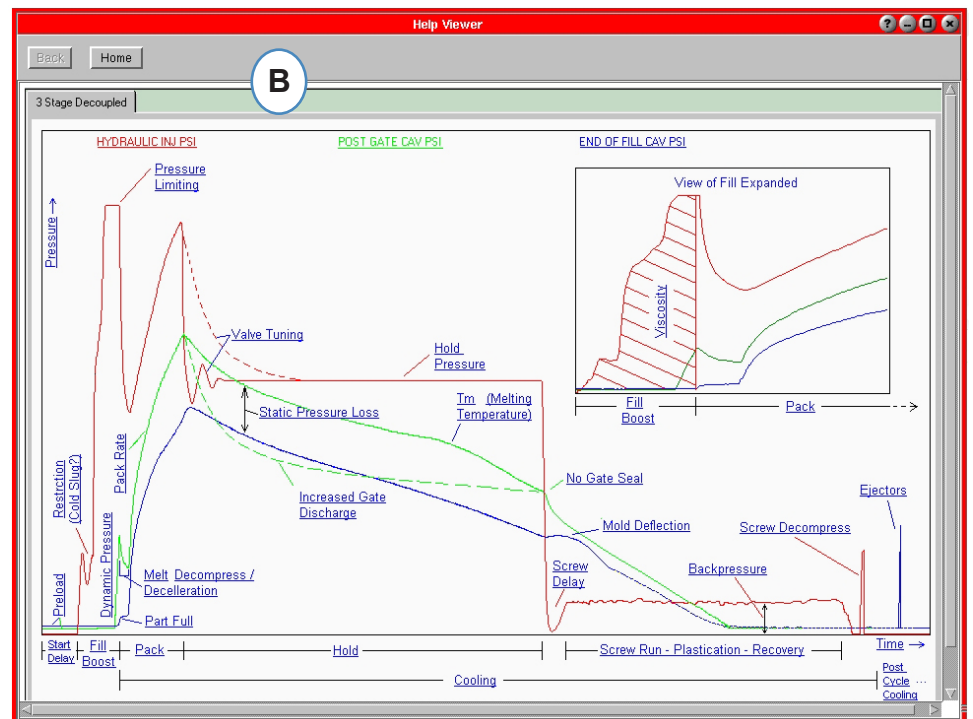 Help Viewer
Back
Home
B
3 Stage Decoupled
HYDRAULIC INJ PSI
POST GATE CAV PSI
END OF FILL CAV PSI
Pressure
Limiting
Pressure →
View of Fill Expanded
Viscosity
Fill
Boost
Pack
Valve Tuning
Hold
Pressure
Static Pressure Loss
Tm (Melting
Temperature)
Pack Rate
Restrction
(Cold Slug?)
Increased Gate
Discharge
No Gate Seal
Ejectors
Mold Deflection
Screw Decompress
Dynamic Pressure
Preload
Melt Decompress /
Decelleration
Screw
Delay
Backpressure
Part Full
Start
Delay
Fill
Boost
Pack
Hold
Screw Run - Plastication - Recovery
Time →
Cooling
Post
Cycle ...
Cooling